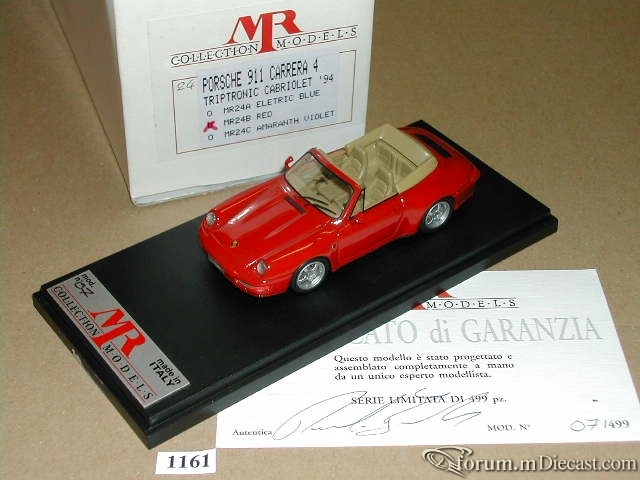 MR
COLLECTION MODELS
24
PORSCHE 911 CARRERA 4
TRIPTRONIC CABRIOLET '94
O MR24A ELETRIC BLUE
MR24B RED
O MR24C AMARANTH VIOLET
mod.
n°
MR
COLLECTION MODELS
made in
ITALY
M·O·D·E·L·S
CATO di GARANZIA
Questo modello è stato progettato e
assemblato completamente a mano
da un unico esperto modellista.
SERIE LIMITATA DI 499 pz.
Autentica
MOD. N° 07/499
1161
forum.mDiecast.com